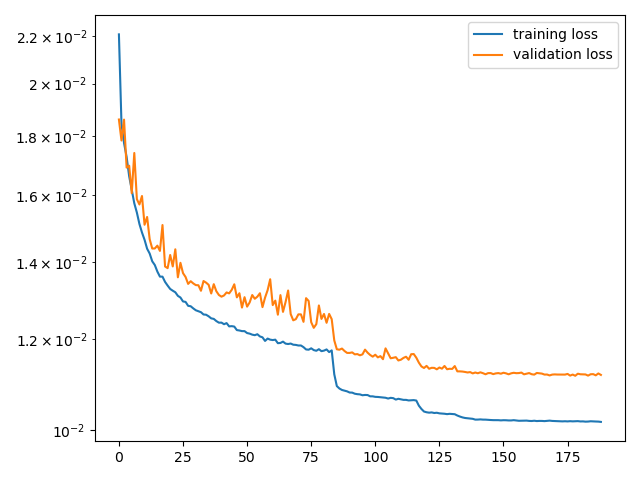 training loss
validation loss
2.2 × 10⁻²
2 × 10⁻²
1.8 × 10⁻²
1.6 × 10⁻²
1.4 × 10⁻²
1.2 × 10⁻²
10⁻²
0 25 50 75 100 125 150 175